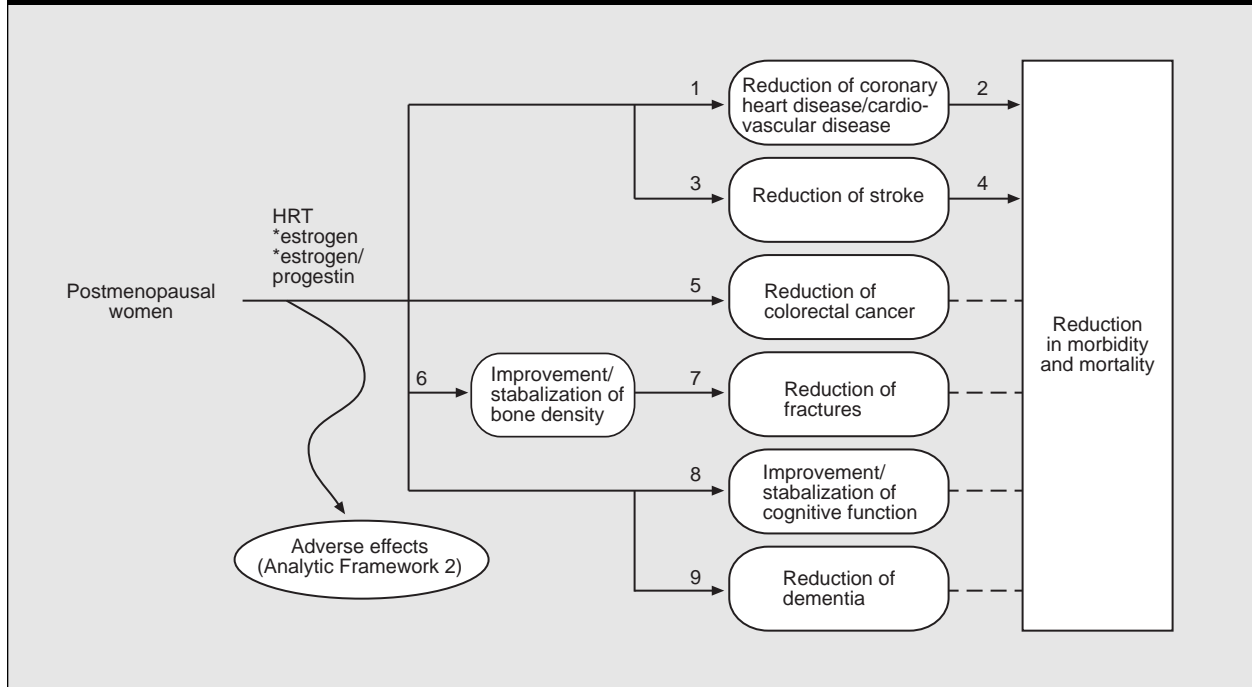 Postmenopausal
women
HRT
*estrogen
*estrogen/
progestin
Adverse effects
(Analytic Framework 2)
1
Reduction of coronary
heart disease/cardio-
vascular disease
2
3
Reduction of stroke
4
5
Reduction of
colorectal cancer
6
Improvement/
stabalization of
bone density
7
Reduction of
fractures
8
Improvement/
stabalization of
cognitive function
9
Reduction of
dementia
Reduction
in morbidity
and mortality